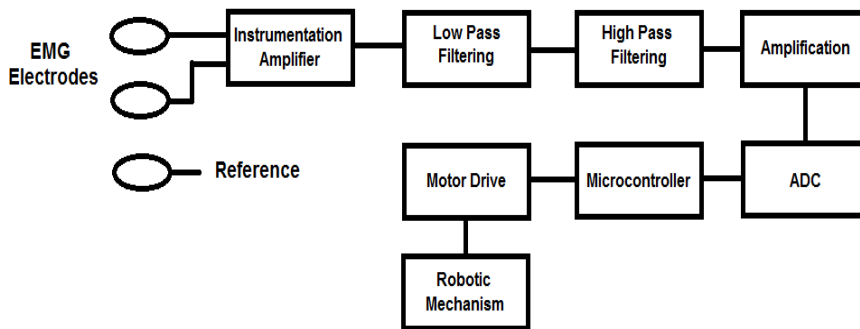 EMG
Electrodes
Instrumentation
Amplifier
Low Pass
Filtering
High Pass
Filtering
Amplification
Reference
Motor Drive
Microcontroller
ADC
Robotic
Mechanism